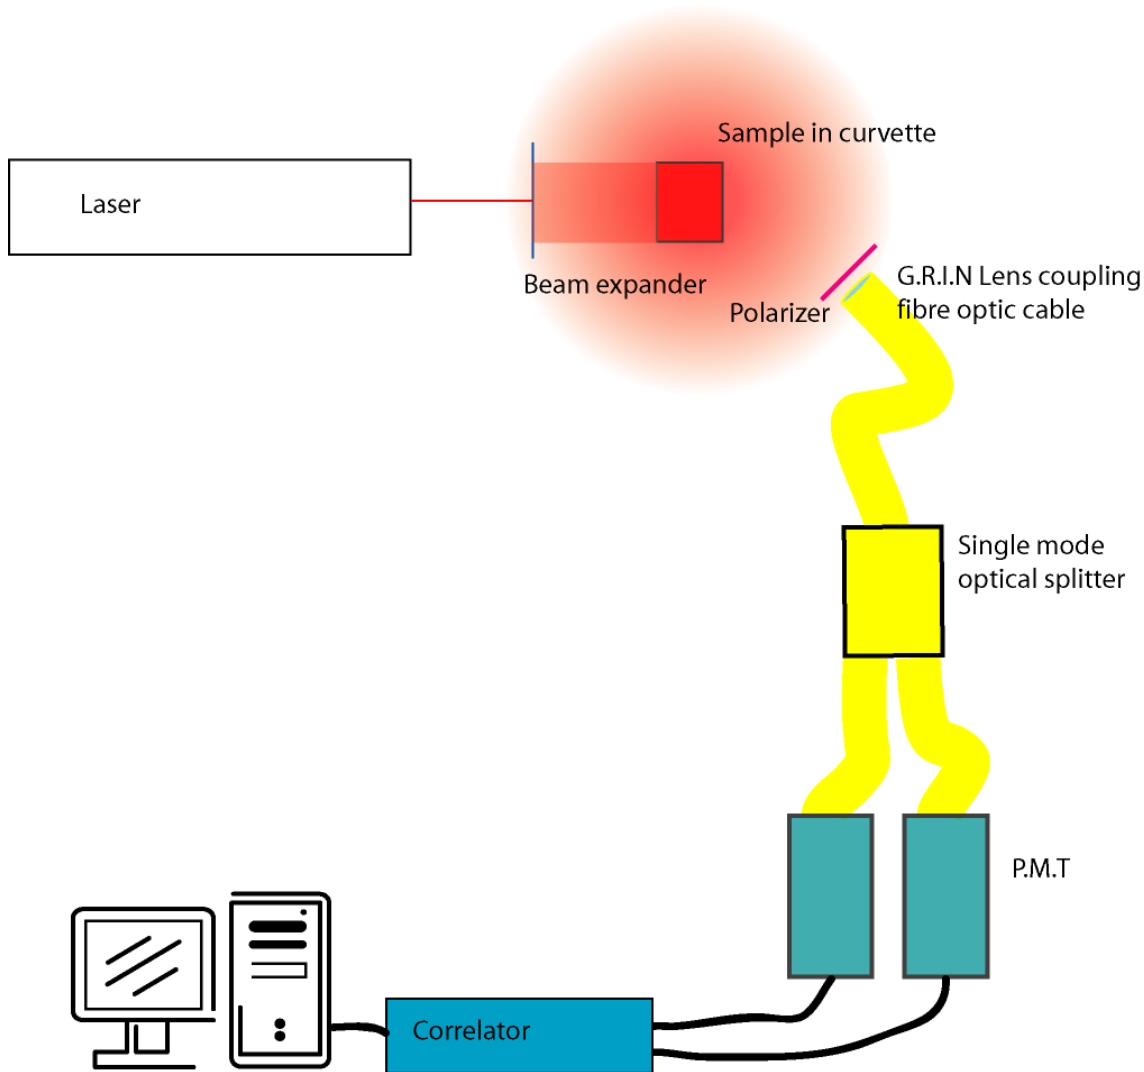 Sample in curvette
Laser
Beam expander
G.R.I.N Lens coupling
fibre optic cable
Polarizer
Single mode
optical splitter
P.M.T
Correlator